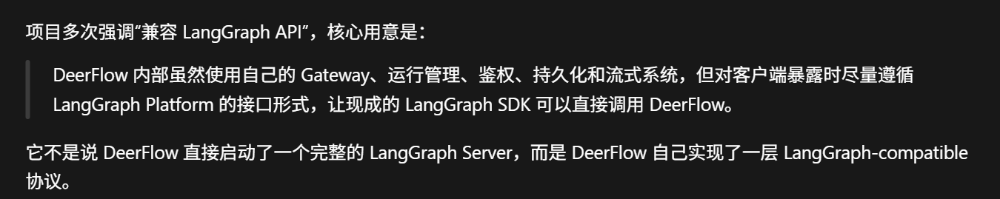 项目多次强调“兼容 LangGraph API”，核心用意是：
DeerFlow 内部虽然使用自己的 Gateway、运行管理、鉴权、持久化和流式系统，但对客户端暴露时尽量遵循
LangGraph Platform 的接口形式，让现成的 LangGraph SDK 可以直接调用 DeerFlow。
它不是说 DeerFlow 直接启动了一个完整的 LangGraph Server，而是 DeerFlow 自己实现了一层 LangGraph-compatible
协议。